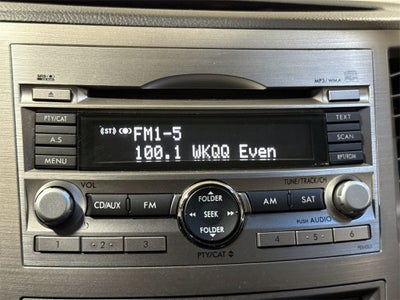 MP3/WMA
PTY/CAT
TEXT
(ST)
FM1-5
A.S
SCAN
100.1 WKQQ Even
MENU
RPT/RDM
VOL
FOLDER
TUNE/TRACK/CH
CD/AUX
FM
SEEK
AM
SAT
FOLDER
PUSH AUDIO
1
2
3
4
5
6
PTY/CAT